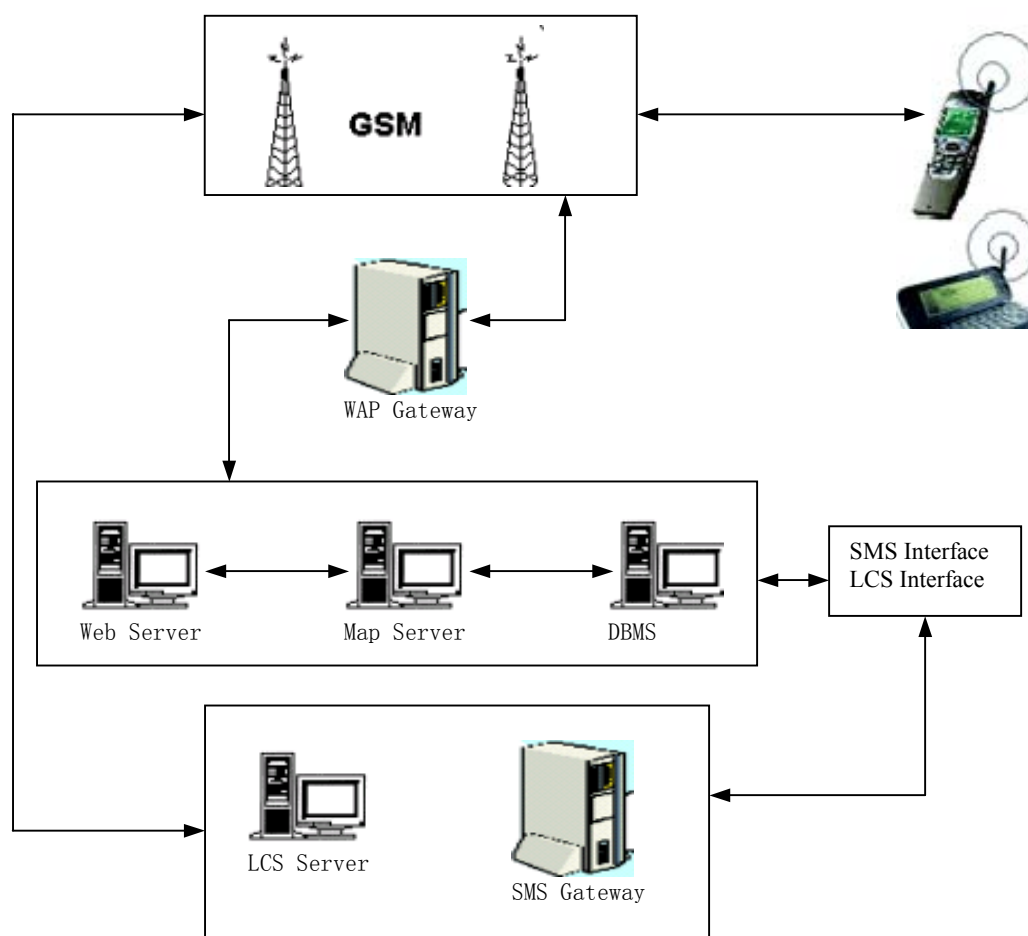 GSM
WAP Gateway
Web Server
Map Server
DBMS
SMS Interface
LCS Interface
LCS Server
SMS Gateway